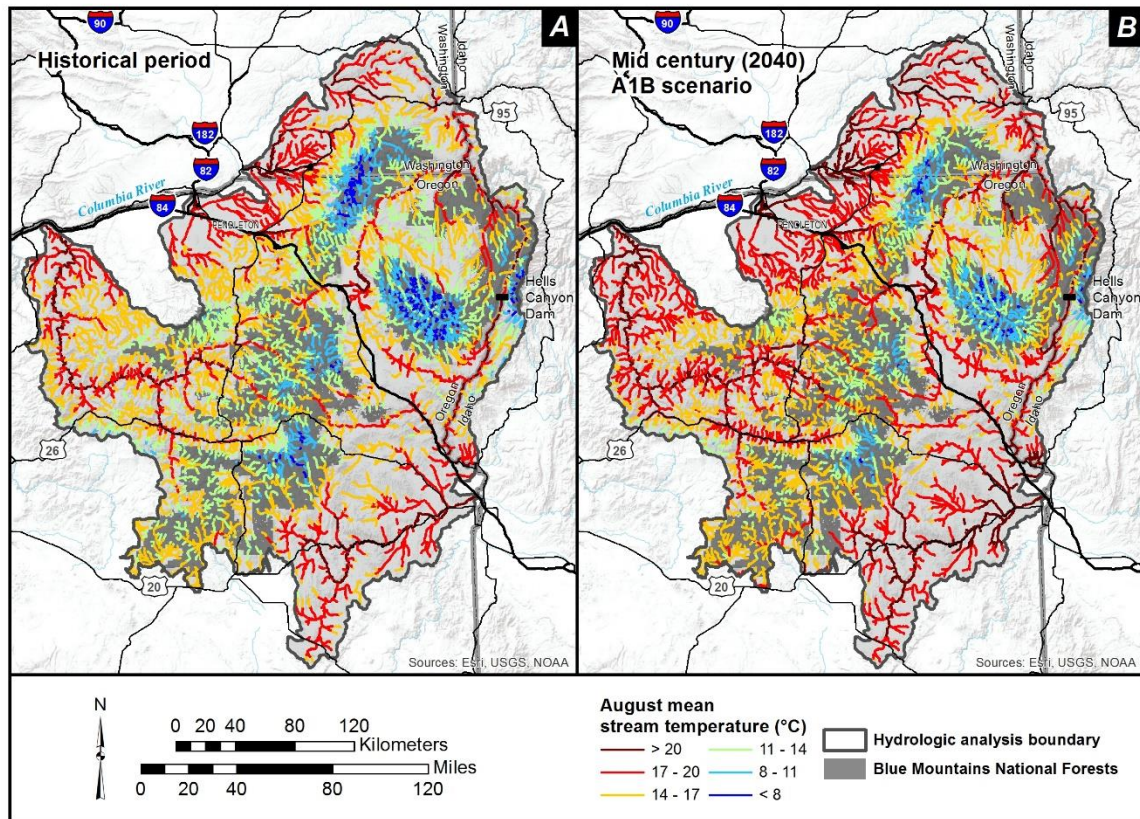 A
90
Historical period
Washington
Idaho
95
182
82
Washington
Oregon
Columbia River
84
PENDLETON
Hells
Canyon
Dam
Oregon
Idaho
26
20
Sources: Esri, USGS, NOAA
B
90
Mid century (2040)
A1B scenario
Washington
Idaho
95
182
82
Washington
Oregon
Columbia River
84
PENDLETON
Hells
Canyon
Dam
Oregon
Idaho
26
20
Sources: Esri, USGS, NOAA
N
0 20 40 80 120
Kilometers
Miles
0 20 40 80 120
August mean
stream temperature (°C)
> 20
17 - 20
14 - 17
11 - 14
8 - 11
< 8
Hydrologic analysis boundary
Blue Mountains National Forests